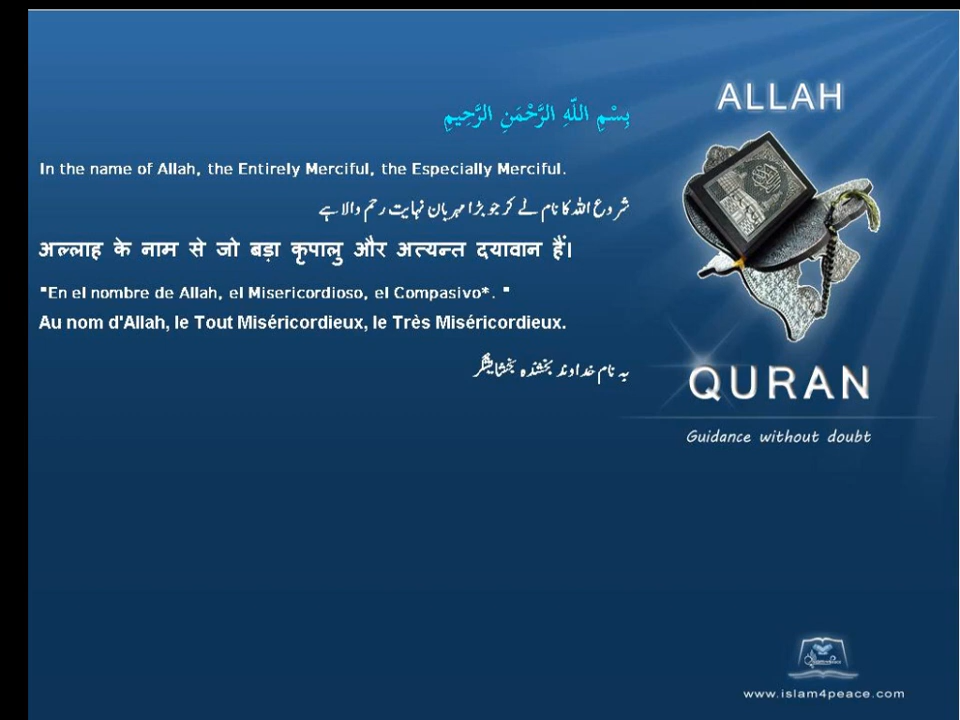 بِسْمِ اللّهِ الرَّحْمَنِ الرَّحِيمِ
In the name of Allah, the Entirely Merciful, the Especially Merciful.
شروع الله کا نام لے کر جو بڑا مہربان نہایت رحم والا ہے
अल्लाह के नाम से जो बड़ा कृपालु और अत्यन्त दयावान हैं।
"En el nombre de Allah, el Misericordioso, el Compasivo*. "
Au nom d'Allah, le Tout Miséricordieux, le Très Miséricordieux.
به نام خداوند بخشنده بخشایشگر
ALLAH
QURAN
Guidance without doubt
www.islam4peace.com